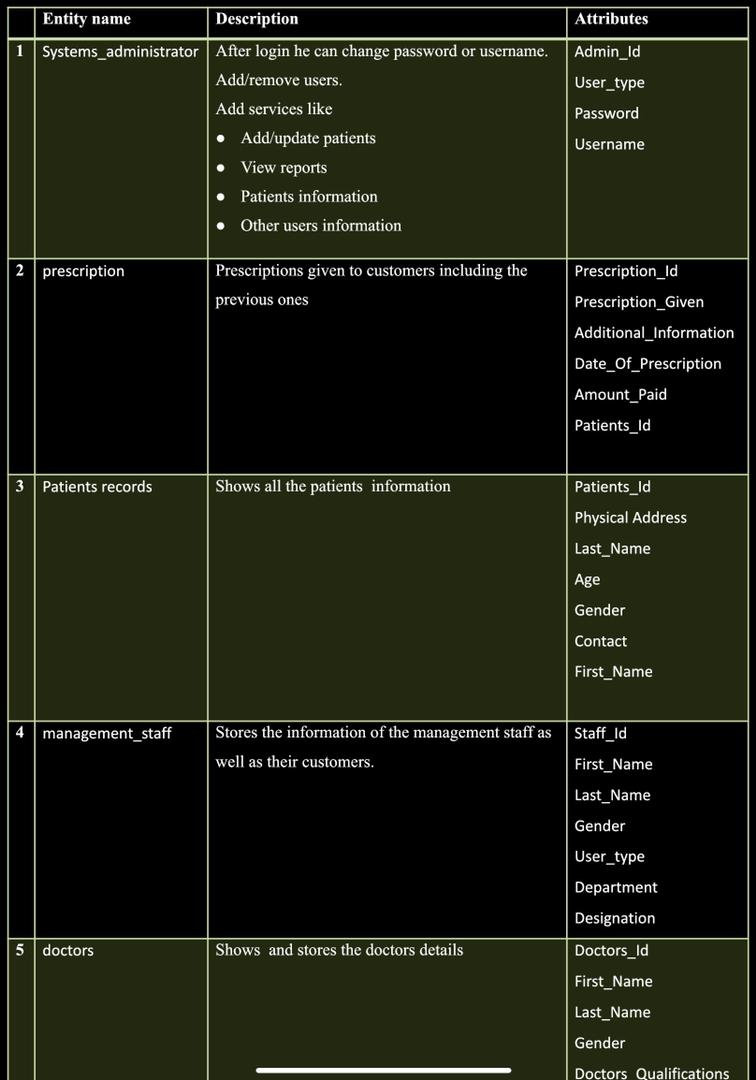 Entity name Description Attributes
1 Systems_administrator After login he can change password or username. Admin_Id
Add/remove users. User_type
Add services like Password
● Add/update patients Username
● View reports
● Patients information
● Other users information
2 prescription Prescriptions given to customers including the Prescription_Id
previous ones Prescription_Given
Additional_Information
Date_Of_Prescription
Amount_Paid
Patients_Id
3 Patients records Shows all the patients  information Patients_Id
Physical Address
Last_Name
Age
Gender
Contact
First_Name
4 management_staff Stores the information of the management staff as Staff_Id
well as their customers. First_Name
Last_Name
Gender
User_type
Department
Designation
5 doctors Shows  and stores the doctors details Doctors_Id
First_Name
Last_Name
Gender
Doctors_Qualifications